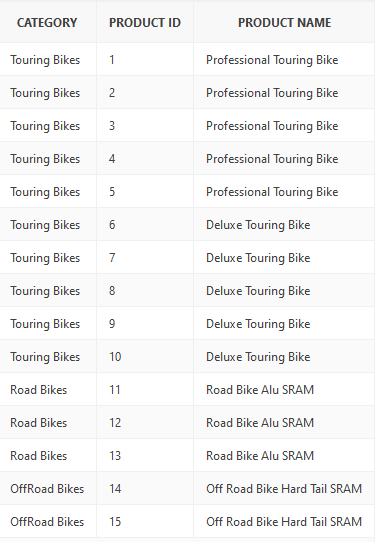 CATEGORY PRODUCT ID PRODUCT NAME
Touring Bikes 1 Professional Touring Bike
Touring Bikes 2 Professional Touring Bike
Touring Bikes 3 Professional Touring Bike
Touring Bikes 4 Professional Touring Bike
Touring Bikes 5 Professional Touring Bike
Touring Bikes 6 Deluxe Touring Bike
Touring Bikes 7 Deluxe Touring Bike
Touring Bikes 8 Deluxe Touring Bike
Touring Bikes 9 Deluxe Touring Bike
Touring Bikes 10 Deluxe Touring Bike
Road Bikes 11 Road Bike Alu SRAM
Road Bikes 12 Road Bike Alu SRAM
Road Bikes 13 Road Bike Alu SRAM
OffRoad Bikes 14 Off Road Bike Hard Tail SRAM
OffRoad Bikes 15 Off Road Bike Hard Tail SRAM